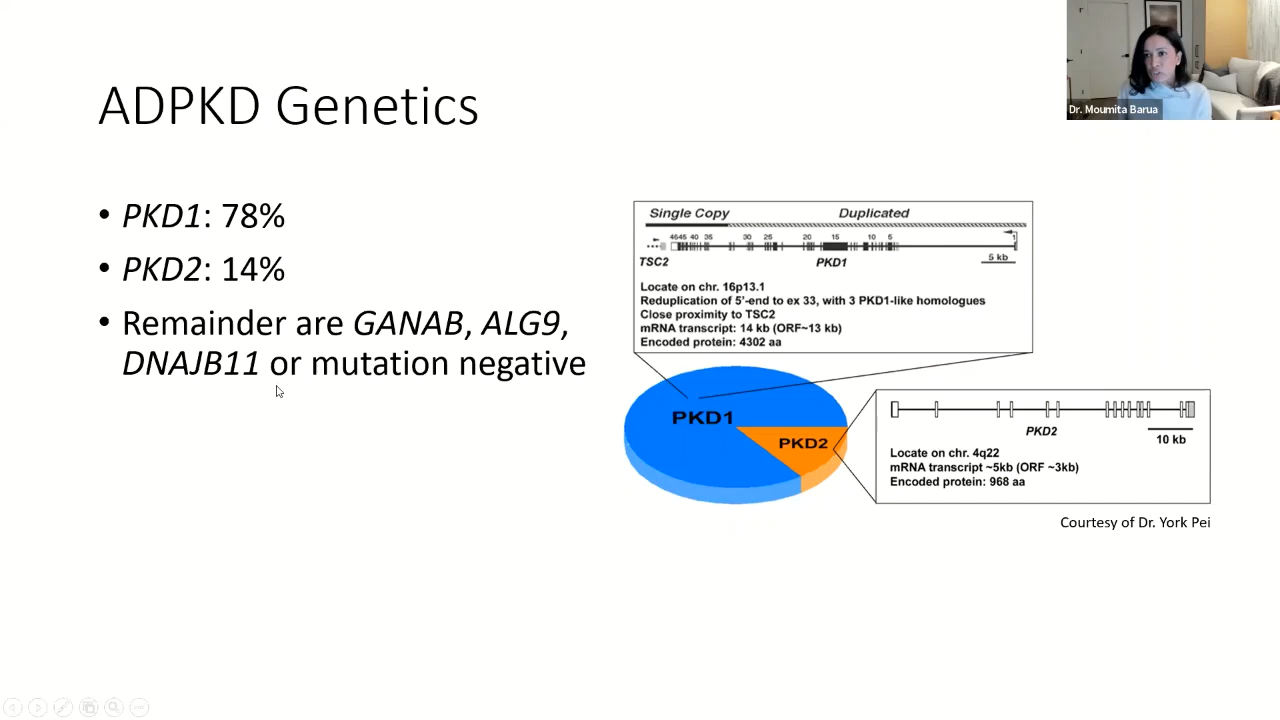 Dr. Moumita Barua
ADPKD Genetics
• PKD1: 78%
• PKD2: 14%
• Remainder are GANAB, ALG9,
DNAJB11 or mutation negative
Single Copy Duplicated
4645 40 35 30 25 20 15 10 5 1
TSC2 PKD1 5 kb
Locate on chr. 16p13.1
Reduplication of 5'-end to ex 33, with 3 PKD1-like homologues
Close proximity to TSC2
mRNA transcript: 14 kb (ORF~13 kb)
Encoded protein: 4302 aa
PKD1
PKD2
PKD2 10 kb
Locate on chr. 4q22
mRNA transcript ~5kb (ORF ~3kb)
Encoded protein: 968 aa
Courtesy of Dr. York Pei